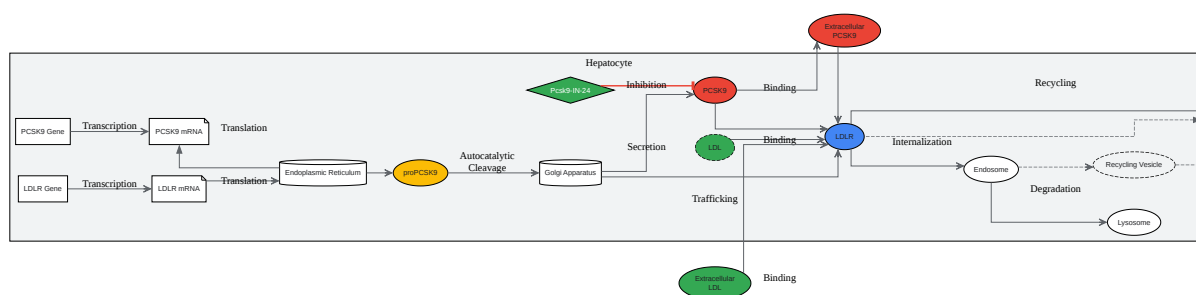 Extracellular
PCSK9
Hepatocyte
Pcsk9-IN-24
Inhibition
PCSK9
Binding
Recycling
PCSK9 Gene
Transcription
PCSK9 mRNA
Translation
LDL
Binding
LDLR
Internalization
Secretion
Autocatalytic
Cleavage
Endoplasmic Reticulum
proPCSK9
Golgi Apparatus
Endosome
Recycling Vesicle
LDLR Gene
Transcription
LDLR mRNA
Translation
Trafficking
Degradation
Lysosome
Extracellular
LDL
Binding